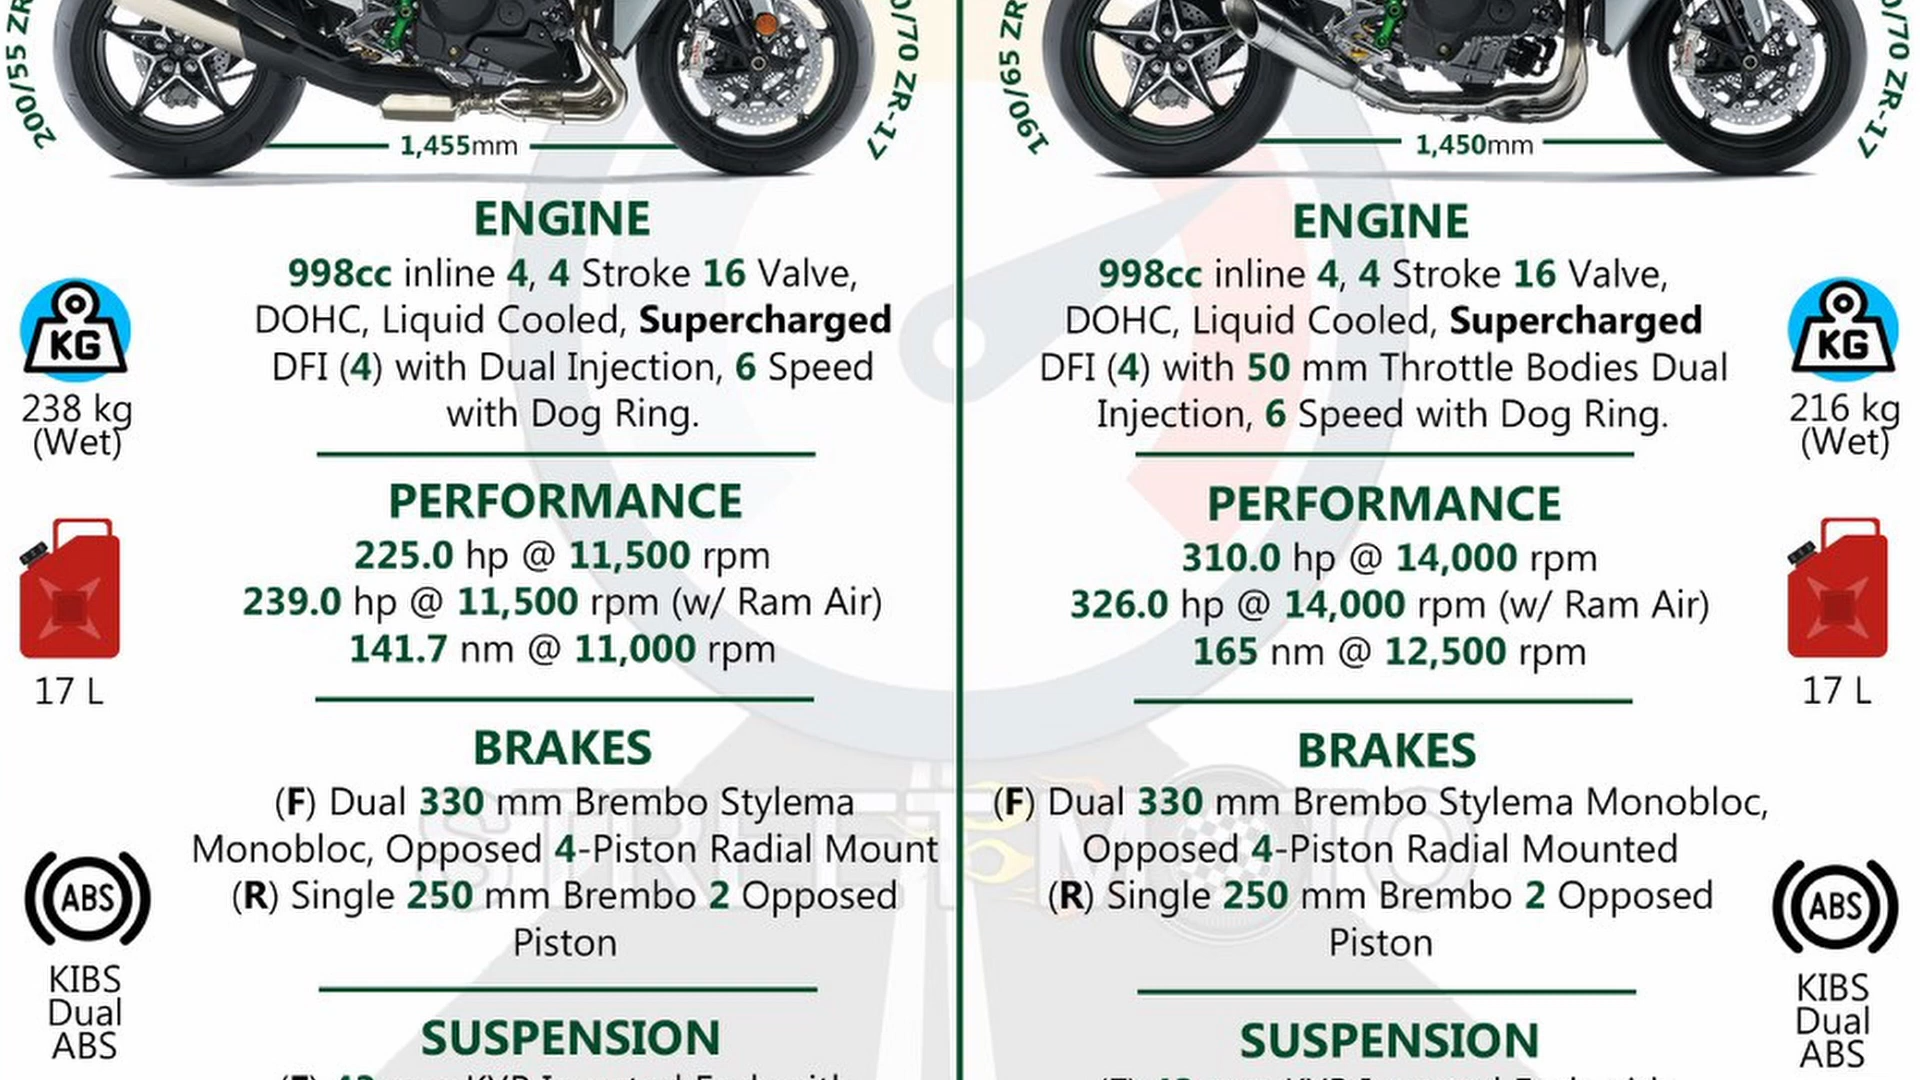 200/55 ZR
0/70 ZR-17
1,455mm
ENGINE
998cc inline 4, 4 Stroke 16 Valve,
DOHC, Liquid Cooled, Supercharged
DFI (4) with Dual Injection, 6 Speed
with Dog Ring.
KG
238 kg
(Wet)
PERFORMANCE
225.0 hp @ 11,500 rpm
239.0 hp @ 11,500 rpm (w/ Ram Air)
141.7 nm @ 11,000 rpm
17 L
BRAKES
(F) Dual 330 mm Brembo Stylema
Monobloc, Opposed 4-Piston Radial Mount
(R) Single 250 mm Brembo 2 Opposed
Piston
ABS
KIBS
Dual
ABS
SUSPENSION
190/65 ZR
0/70 ZR-17
1,450mm
ENGINE
998cc inline 4, 4 Stroke 16 Valve,
DOHC, Liquid Cooled, Supercharged
DFI (4) with 50 mm Throttle Bodies Dual
Injection, 6 Speed with Dog Ring.
KG
216 kg
(Wet)
PERFORMANCE
310.0 hp @ 14,000 rpm
326.0 hp @ 14,000 rpm (w/ Ram Air)
165 nm @ 12,500 rpm
17 L
BRAKES
(F) Dual 330 mm Brembo Stylema Monobloc,
Opposed 4-Piston Radial Mounted
(R) Single 250 mm Brembo 2 Opposed
Piston
ABS
KIBS
Dual
ABS
SUSPENSION
STREET MOTO